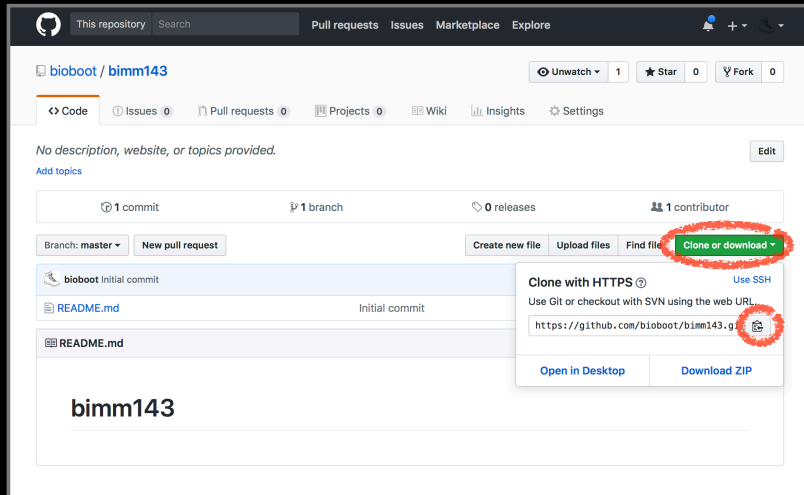 This repository Search Pull requests Issues Marketplace Explore
bioboot / bimm143 Unwatch 1 Star 0 Fork 0
Code Issues 0 Pull requests 0 Projects 0 Wiki Insights Settings
No description, website, or topics provided. Edit
Add topics
1 commit 1 branch 0 releases 1 contributor
Branch: master New pull request Create new file Upload files Find file Clone or download
bioboot Initial commit
README.md Initial commit
Clone with HTTPS Use SSH
Use Git or checkout with SVN using the web URL.
https://github.com/bioboot/bimm143.gi
Open in Desktop Download ZIP
README.md
bimm143